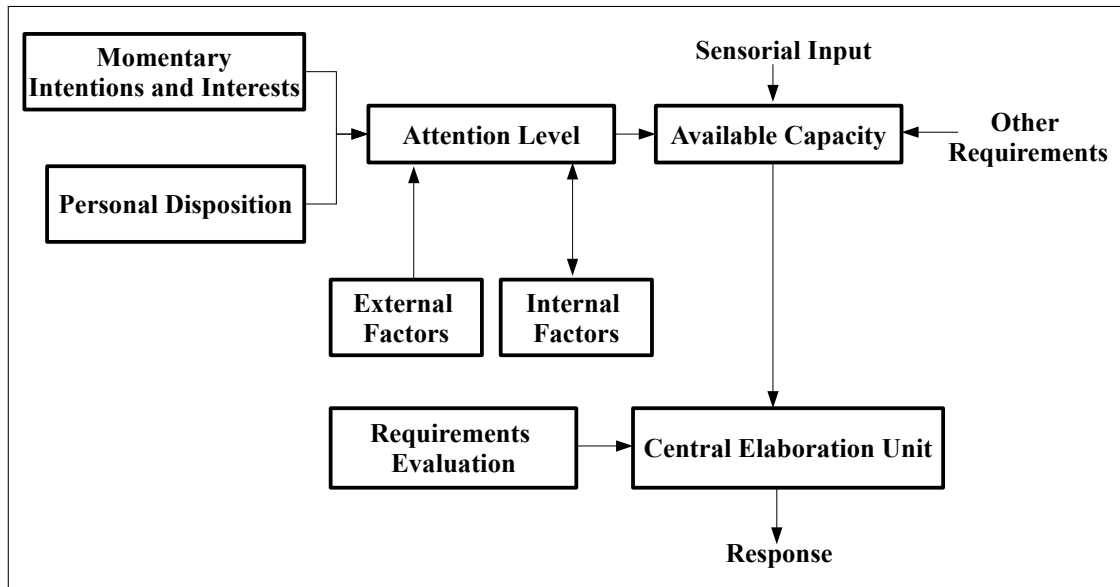 Momentary
Intentions and Interests
Sensorial Input
Attention Level
Available Capacity
Other
Requirements
Personal Disposition
External
Factors
Internal
Factors
Requirements
Evaluation
Central Elaboration Unit
Response